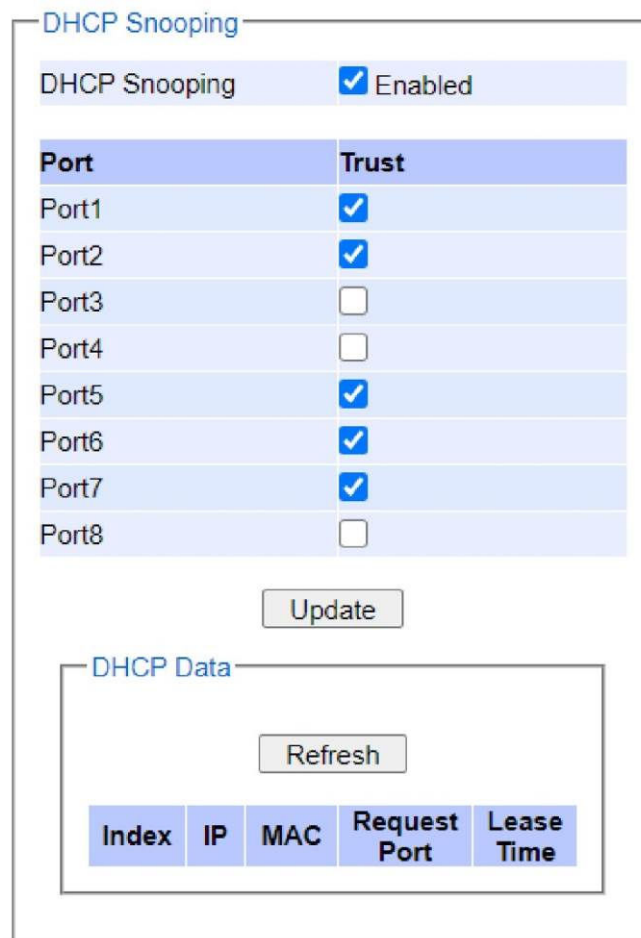 DHCP Snooping
DHCP Snooping Enabled
Port Trust
Port1
Port2
Port3
Port4
Port5
Port6
Port7
Port8
Update
DHCP Data
Refresh
Index IP MAC Request Port Lease Time